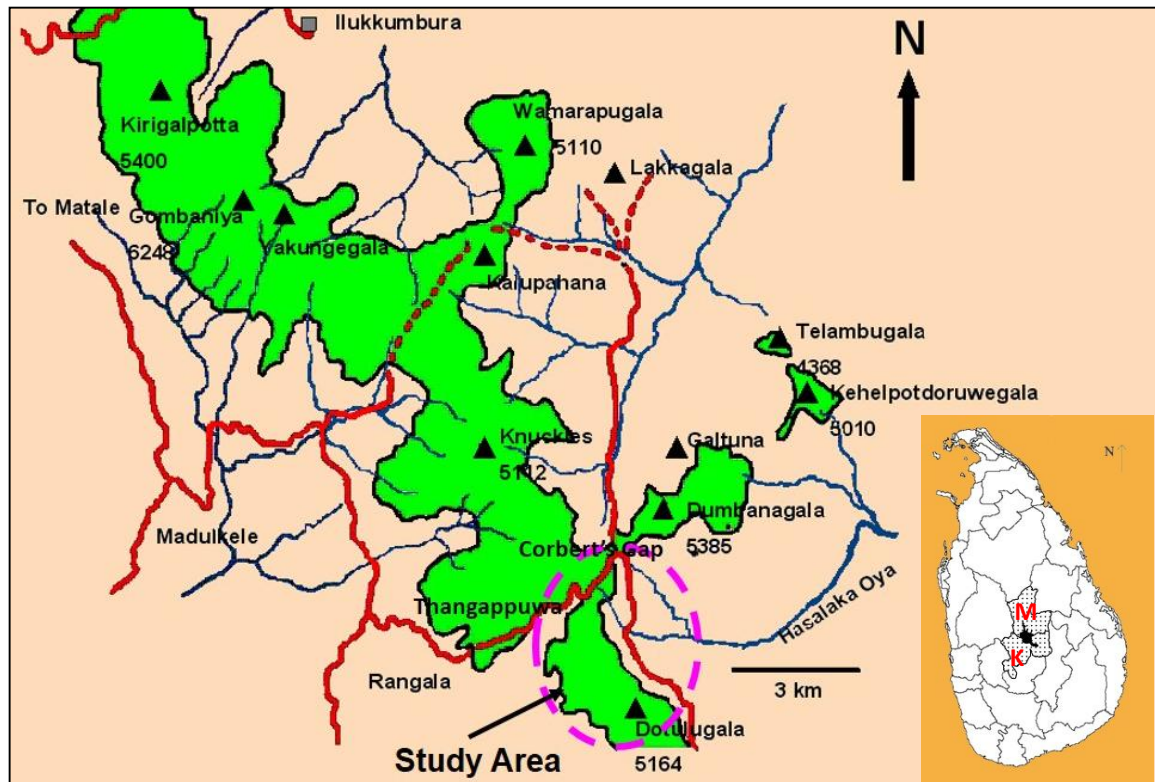 Ilukkumbura
N
Wamarapugala
5110
Kirigalpotta
5400
Lakkagala
To Matale
Gombaniya
6248
Yakungegala
Kalupahana
Telambugala
4368
Kehelpotdoruwegala
5010
Knuckles
5112
Galtuna
Madulkele
Dumbanagala
5385
Corbert's Gap
Thangappuwa
Hasalaka Oya
Rangala
3 km
Dotulugala
5164
Study Area
N
M
K